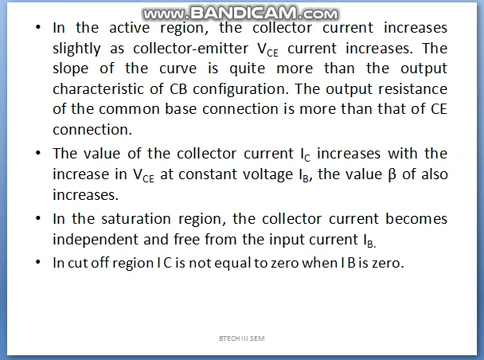 www.BANDICAM.com
• In the active region, the collector current increases
slightly as collector-emitter VCE current increases. The
slope of the curve is quite more than the output
characteristic of CB configuration. The output resistance
of the common base connection is more than that of CE
connection.
• The value of the collector current IC increases with the
increase in VCE at constant voltage IB, the value β of also
increases.
• In the saturation region, the collector current becomes
independent and free from the input current IB.
• In cut off region I C is not equal to zero when I B is zero.
BTECH III SEM